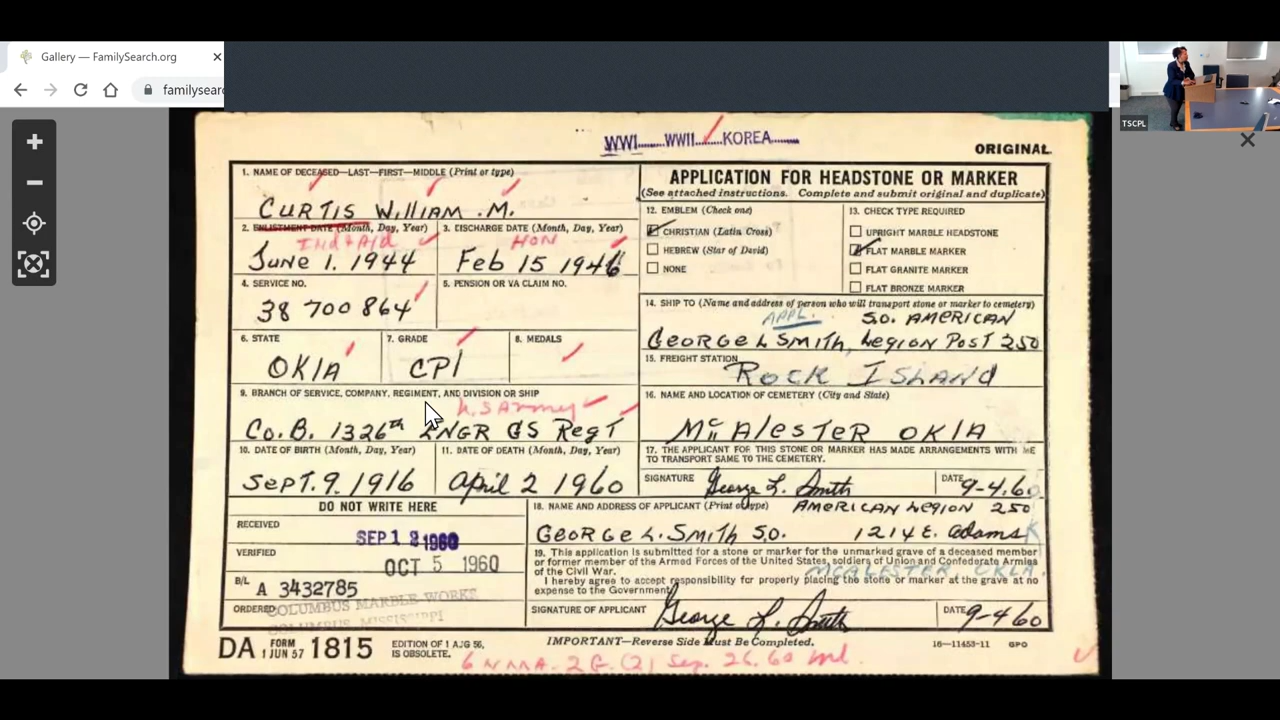 Gallery — FamilySearch.org
familysear
TSCPL
WWI......WWII......KOREA......
ORIGINAL
1. NAME OF DECEASED—LAST—FIRST—MIDDLE (Print or type)
CURTIS William .M.
2. ENLISTMENT DATE (Month, Day, Year)
Ind & Aid
June 1. 1944
3. DISCHARGE DATE (Month, Day, Year)
HON
Feb 15 1946
4. SERVICE NO.
38 700 864
5. PENSION OR VA CLAIM NO.
6. STATE
OKlA
7. GRADE
CPl
8. MEDALS
9. BRANCH OF SERVICE, COMPANY, REGIMENT, AND DIVISION OR SHIP
U.S Army
Co. B. 1326th ENGR GS RegT
10. DATE OF BIRTH (Month, Day, Year)
SepT. 9. 1916
11. DATE OF DEATH (Month, Day, Year)
April 2 1960
APPLICATION FOR HEADSTONE OR MARKER
(See attached instructions. Complete and submit original and duplicate)
12. EMBLEM (Check one)
CHRISTIAN (Latin Cross)
HEBREW (Star of David)
NONE
13. CHECK TYPE REQUIRED
UPRIGHT MARBLE HEADSTONE
FLAT MARBLE MARKER
FLAT GRANITE MARKER
FLAT BRONZE MARKER
14. SHIP TO (Name and address of person who will transport stone or marker to cemetery)
APPL. S.O. AMERICAN
GEORGE L SMITH, LEGION POST 250
15. FREIGHT STATION
ROCK ISLAND
16. NAME AND LOCATION OF CEMETERY (City and State)
McAlESTER OKlA
17. THE APPLICANT FOR THIS STONE OR MARKER HAS MADE ARRANGEMENTS WITH ME
TO TRANSPORT SAME TO THE CEMETERY.
SIGNATURE George L. Smith DATE 9-4.60
DO NOT WRITE HERE
RECEIVED
SEP 1 2 1960
VERIFIED
OCT 5 1960
B/L
A 3432785
ORDERED
COLUMBUS MARBLE WORKS
COLUMBUS, MISSISSIPPI
18. NAME AND ADDRESS OF APPLICANT (Print or type) AMERICAN LEGION 250
GEORGE L. SMITH S.O. 1214 E. Adams
19. This application is submitted for a stone or marker for the unmarked grave of a deceased member
or former member of the Armed Forces of the United States, soldiers of Union and Confederate Armies
of the Civil War.
MCALESTER, OKLA.
I hereby agree to accept responsibility for properly placing the stone or marker at the grave at no
expense to the Government.
SIGNATURE OF APPLICANT George L. Smith DATE 9-4.60
DA FORM 1 JUN 57 1815
EDITION OF 1 AUG 56,
IS OBSOLETE.
IMPORTANT—Reverse Side Must Be Completed.
16—11453-11 GPO
Sep. 26. 60